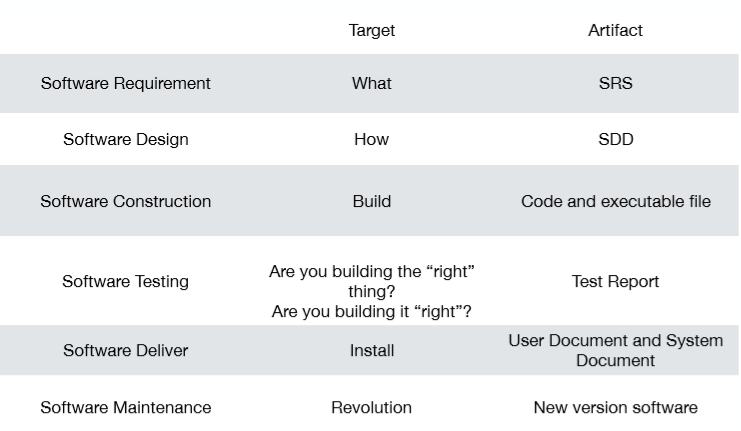 Target Artifact
Software Requirement What SRS
Software Design How SDD
Software Construction Build Code and executable file
Software Testing Are you building the “right” thing? Are you building it “right”? Test Report
Software Deliver Install User Document and System Document
Software Maintenance Revolution New version software